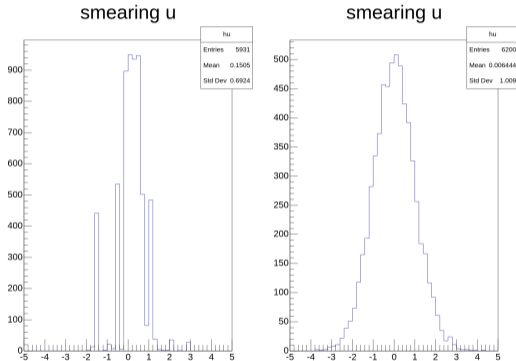 smearing u
hu
Entries 5931
Mean 0.1505
Std Dev 0.6924
900
800
700
600
500
400
300
200
100
0
-5 -4 -3 -2 -1 0 1 2 3 4 5
smearing u
hu
Entries 6200
Mean 0.006444
Std Dev 1.009
500
450
400
350
300
250
200
150
100
50
0
-5 -4 -3 -2 -1 0 1 2 3 4 5